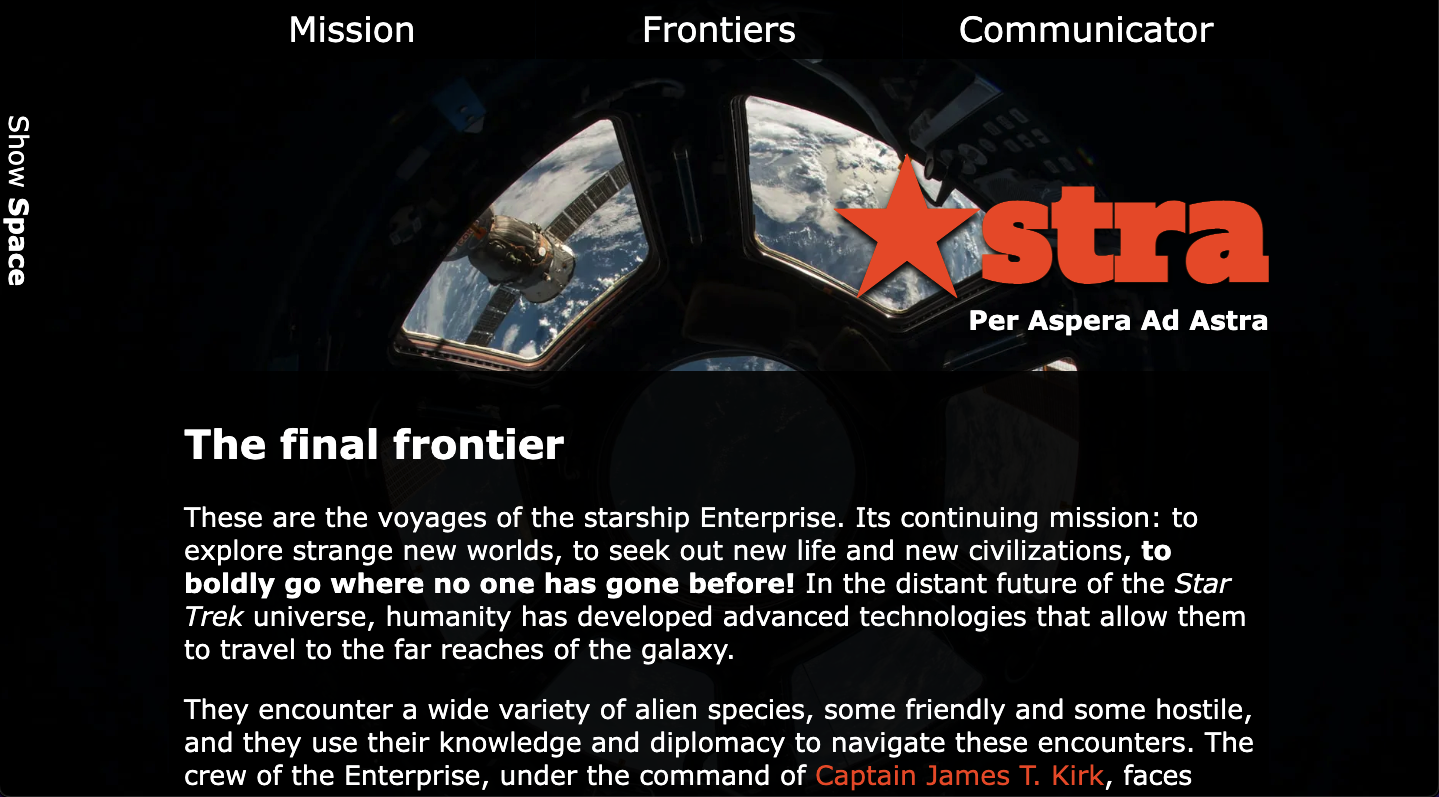 Mission Frontiers Communicator
Show Space
stra
Per Aspera Ad Astra
The final frontier
These are the voyages of the starship Enterprise. Its continuing mission: to
explore strange new worlds, to seek out new life and new civilizations, to
boldly go where no one has gone before! In the distant future of the Star
Trek universe, humanity has developed advanced technologies that allow them
to travel to the far reaches of the galaxy.
They encounter a wide variety of alien species, some friendly and some hostile,
and they use their knowledge and diplomacy to navigate these encounters. The
crew of the Enterprise, under the command of Captain James T. Kirk, faces